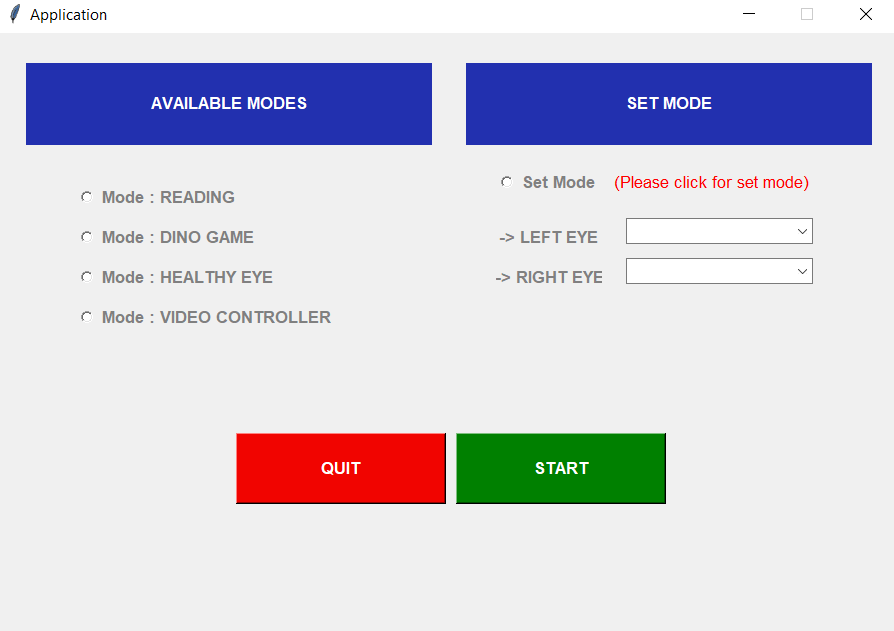 Application
AVAILABLE MODES
Mode : READING
Mode : DINO GAME
Mode : HEALTHY EYE
Mode : VIDEO CONTROLLER
SET MODE
Set Mode (Please click for set mode)
-> LEFT EYE
-> RIGHT EYE
QUIT
START